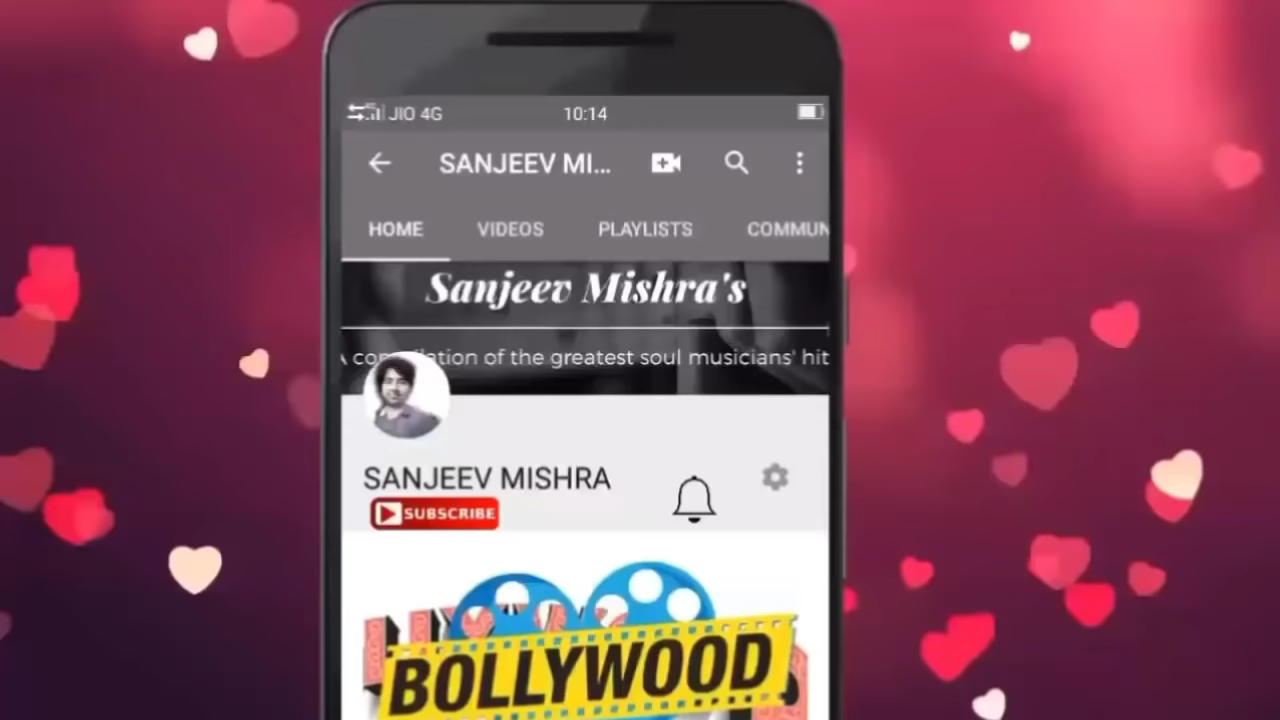 JIO 4G 10:14
SANJEEV MI...
HOME VIDEOS PLAYLISTS COMMUN
Sanjeev Mishra's
of the greatest soul musicians' hit
SANJEEV MISHRA
SUBSCRIBE
BOLLYWOOD